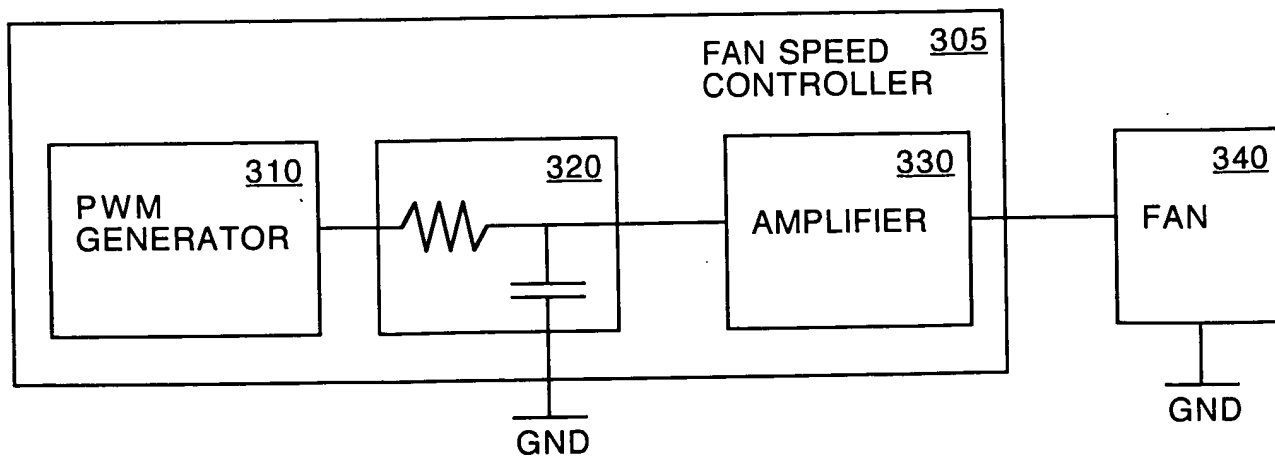 FAN SPEED
CONTROLLER
305
310
PWM
GENERATOR
320
330
AMPLIFIER
340
FAN
GND
GND